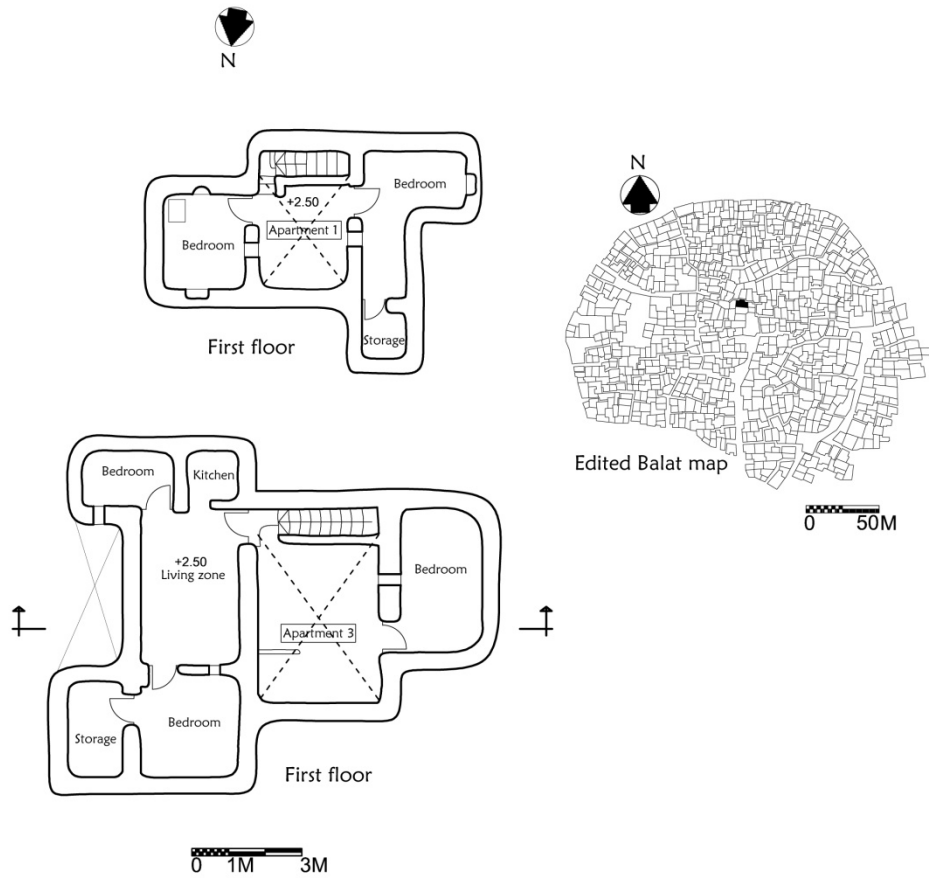 N
Bedroom
+2.50
Apartment 1
Bedroom
Storage
First floor
N
Edited Balat map
0 50M
Bedroom
Kitchen
+2.50
Living zone
Bedroom
Apartment 3
Storage
Bedroom
First floor
0 1M 3M